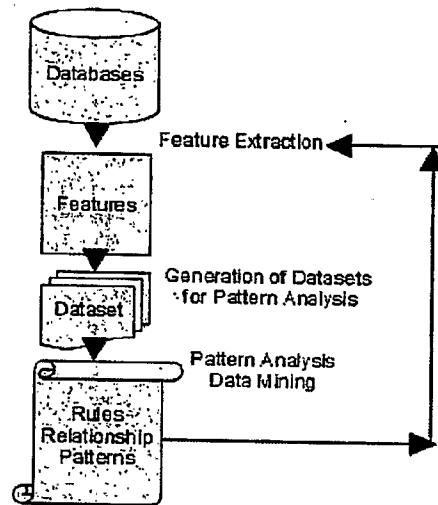 Databases
Feature Extraction
Features
Generation of Datasets
for Pattern Analysis
Dataset
Pattern Analysis
Data Mining
Rules
Relationship
Patterns